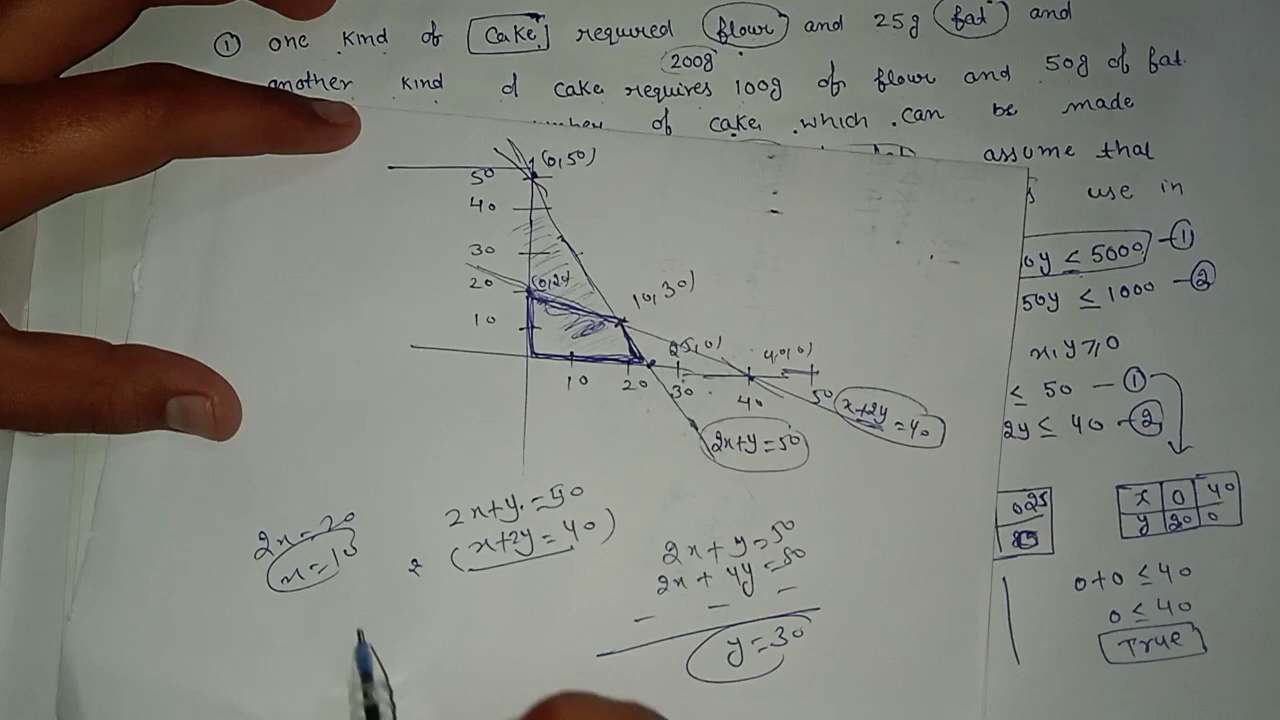 ① one kind of cake required flour and 25g fat and
200g
another kind of cake requires 100g of flour and 50g of fat
of cake which can be made
assume that
use in
0y ≤ 5000 - ①
50y ≤ 1000 - ②
x, y ≥ 0
≤ 50 - ①
2y ≤ 40 - ②
(0,50)
50
40
30
20
(0,20)
10
10,30)
25,0)
40,0)
10
20
30
40
50
x+2y = 40
2x+y = 50
0 25
x 0 40
y 20 0
0+0 ≤ 40
0 ≤ 40
True
2x+y = 50
2 (x+2y = 40)
2x = 20
x = 10
2x + y = 50
2x + 4y = 80
- - -
y = 30